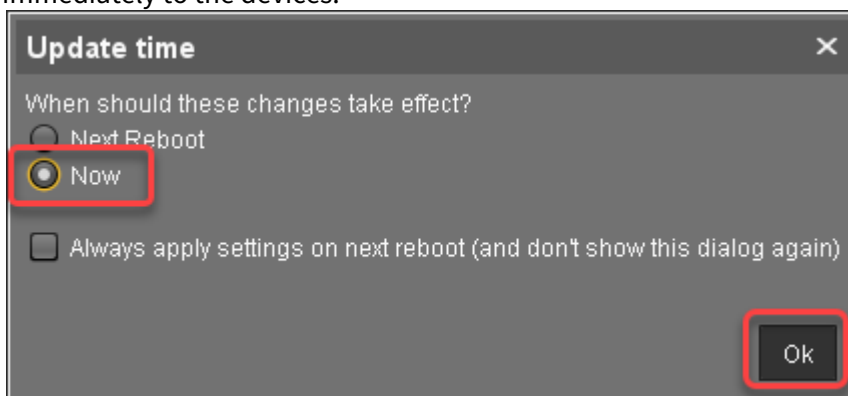 immediately to the devices.
Update time
When should these changes take effect?
Next Reboot
Now
Always apply settings on next reboot (and don't show this dialog again)
Ok